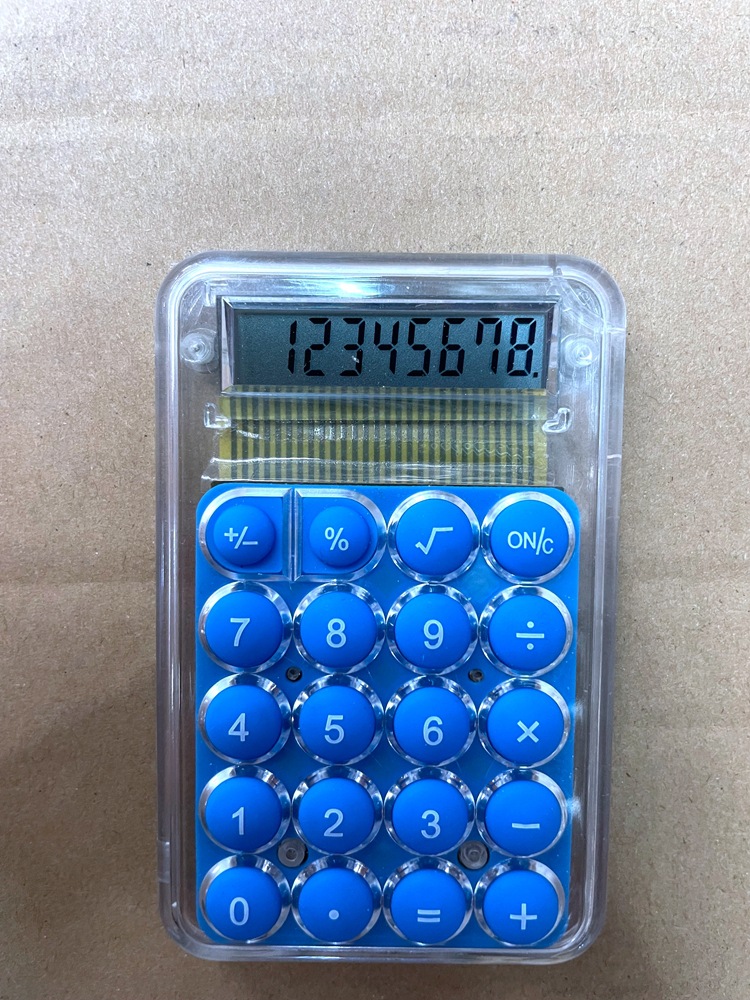 12345678.
+/− % √ ON/C
7 8 9 ÷
4 5 6 ×
1 2 3 −
0 . = +